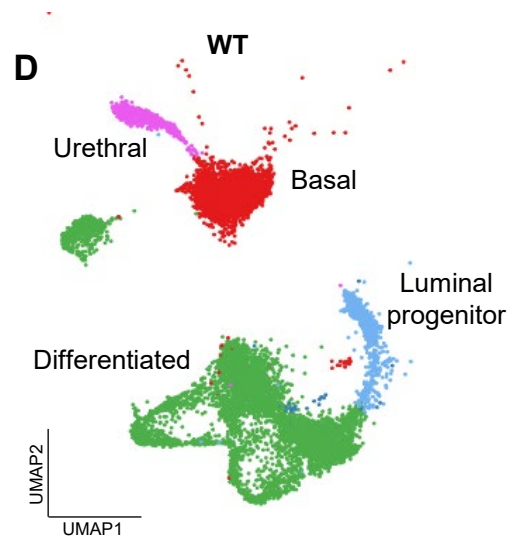 WT
D
Urethral
Basal
Luminal
progenitor
Differentiated
UMAP2
UMAP1